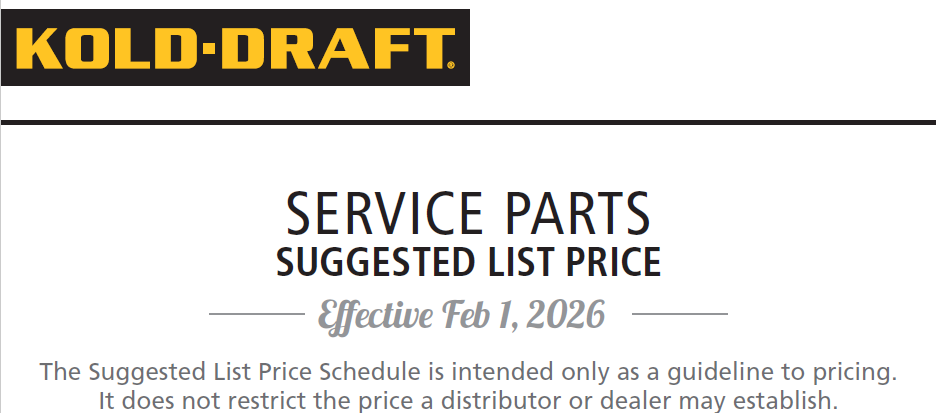 KOLD-DRAFT®
SERVICE PARTS
SUGGESTED LIST PRICE
Effective Feb 1, 2026
The Suggested List Price Schedule is intended only as a guideline to pricing.
It does not restrict the price a distributor or dealer may establish.